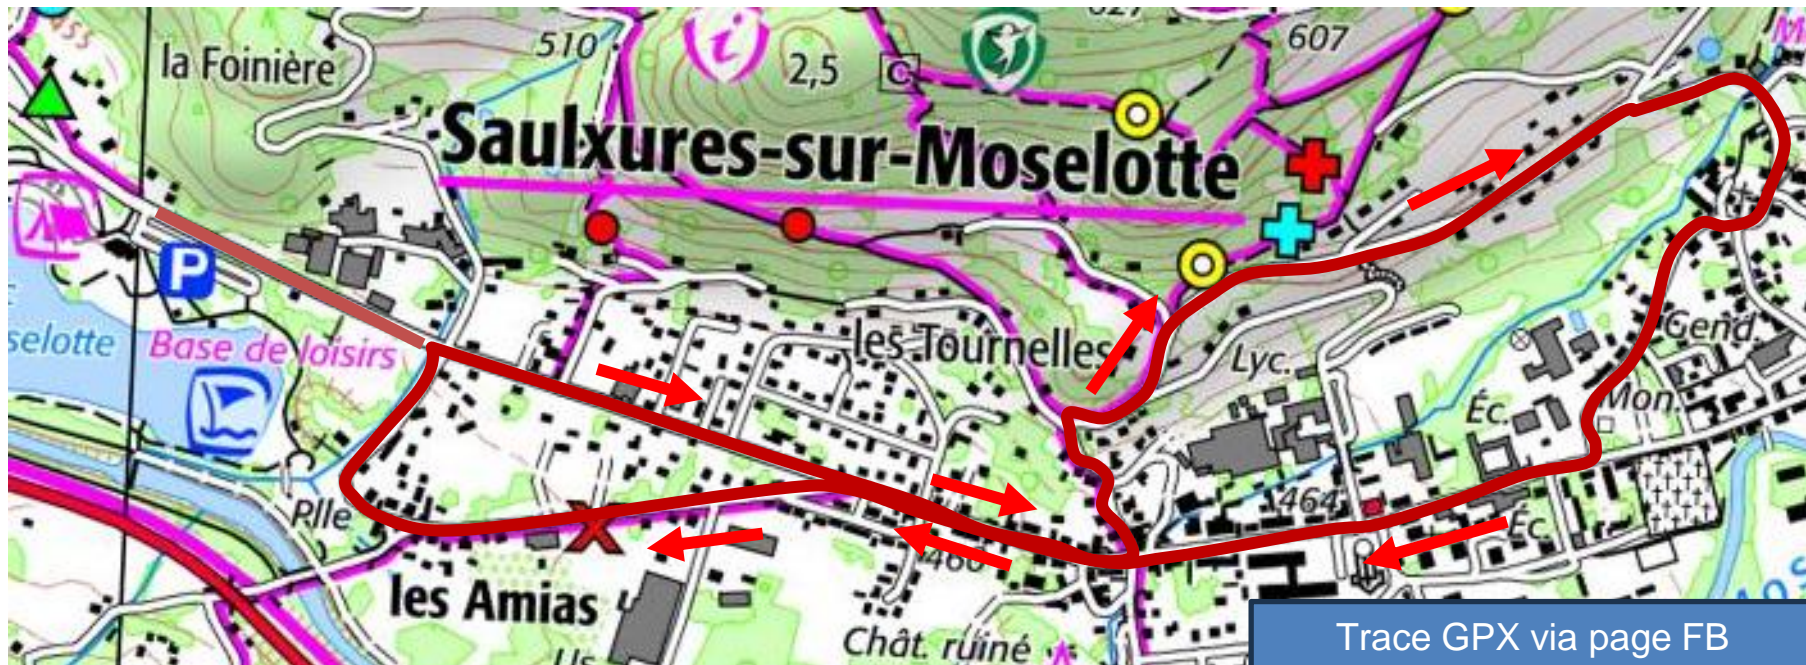 la Foinière
510
2,5
C
607
Saulxures-sur-Moselotte
P
selotte
Base de loisirs
les Tournelles
Lyc.
Gend.
Éc.
Mon.
464
Plle
Éc.
460
les Amias
Us
Chât. ruiné
Trace GPX via page FB